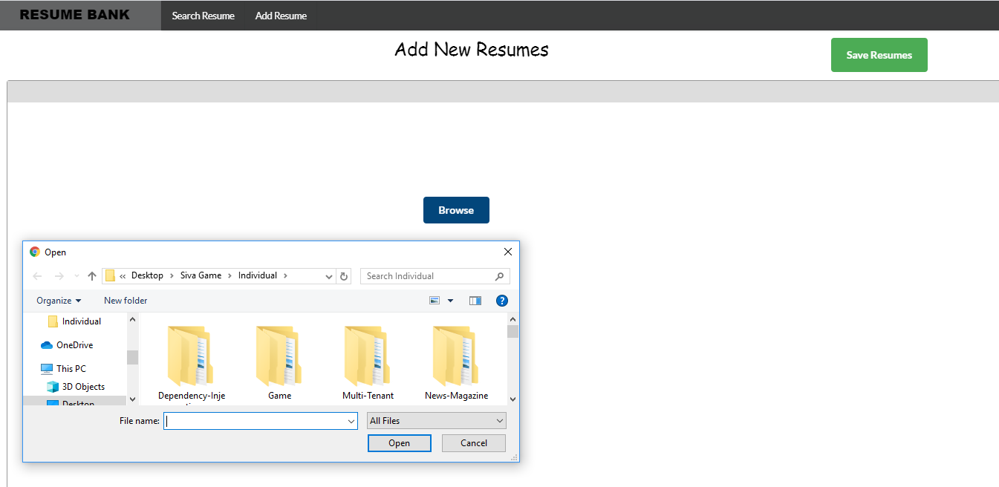 RESUME BANK Search Resume Add Resume
Add New Resumes
Save Resumes
Browse
Open
« Desktop › Siva Game › Individual ›
Search Individual
Organize
New folder
?
Individual
OneDrive
This PC
3D Objects
Desktop
Dependency-Inje
Game
Multi-Tenant
News-Magazine
File name:
All Files
Open
Cancel